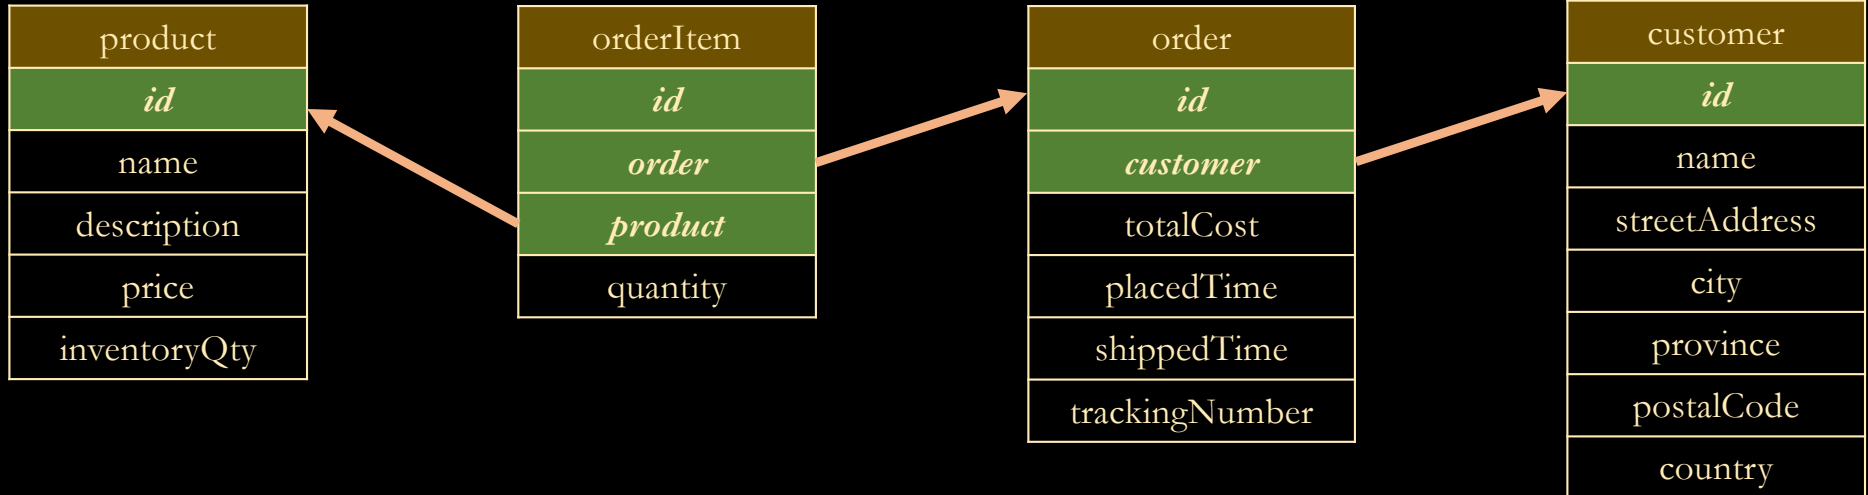 product
id
name
description
price
inventoryQty
orderItem
id
order
product
quantity
order
id
customer
totalCost
placedTime
shippedTime
trackingNumber
customer
id
name
streetAddress
city
province
postalCode
country